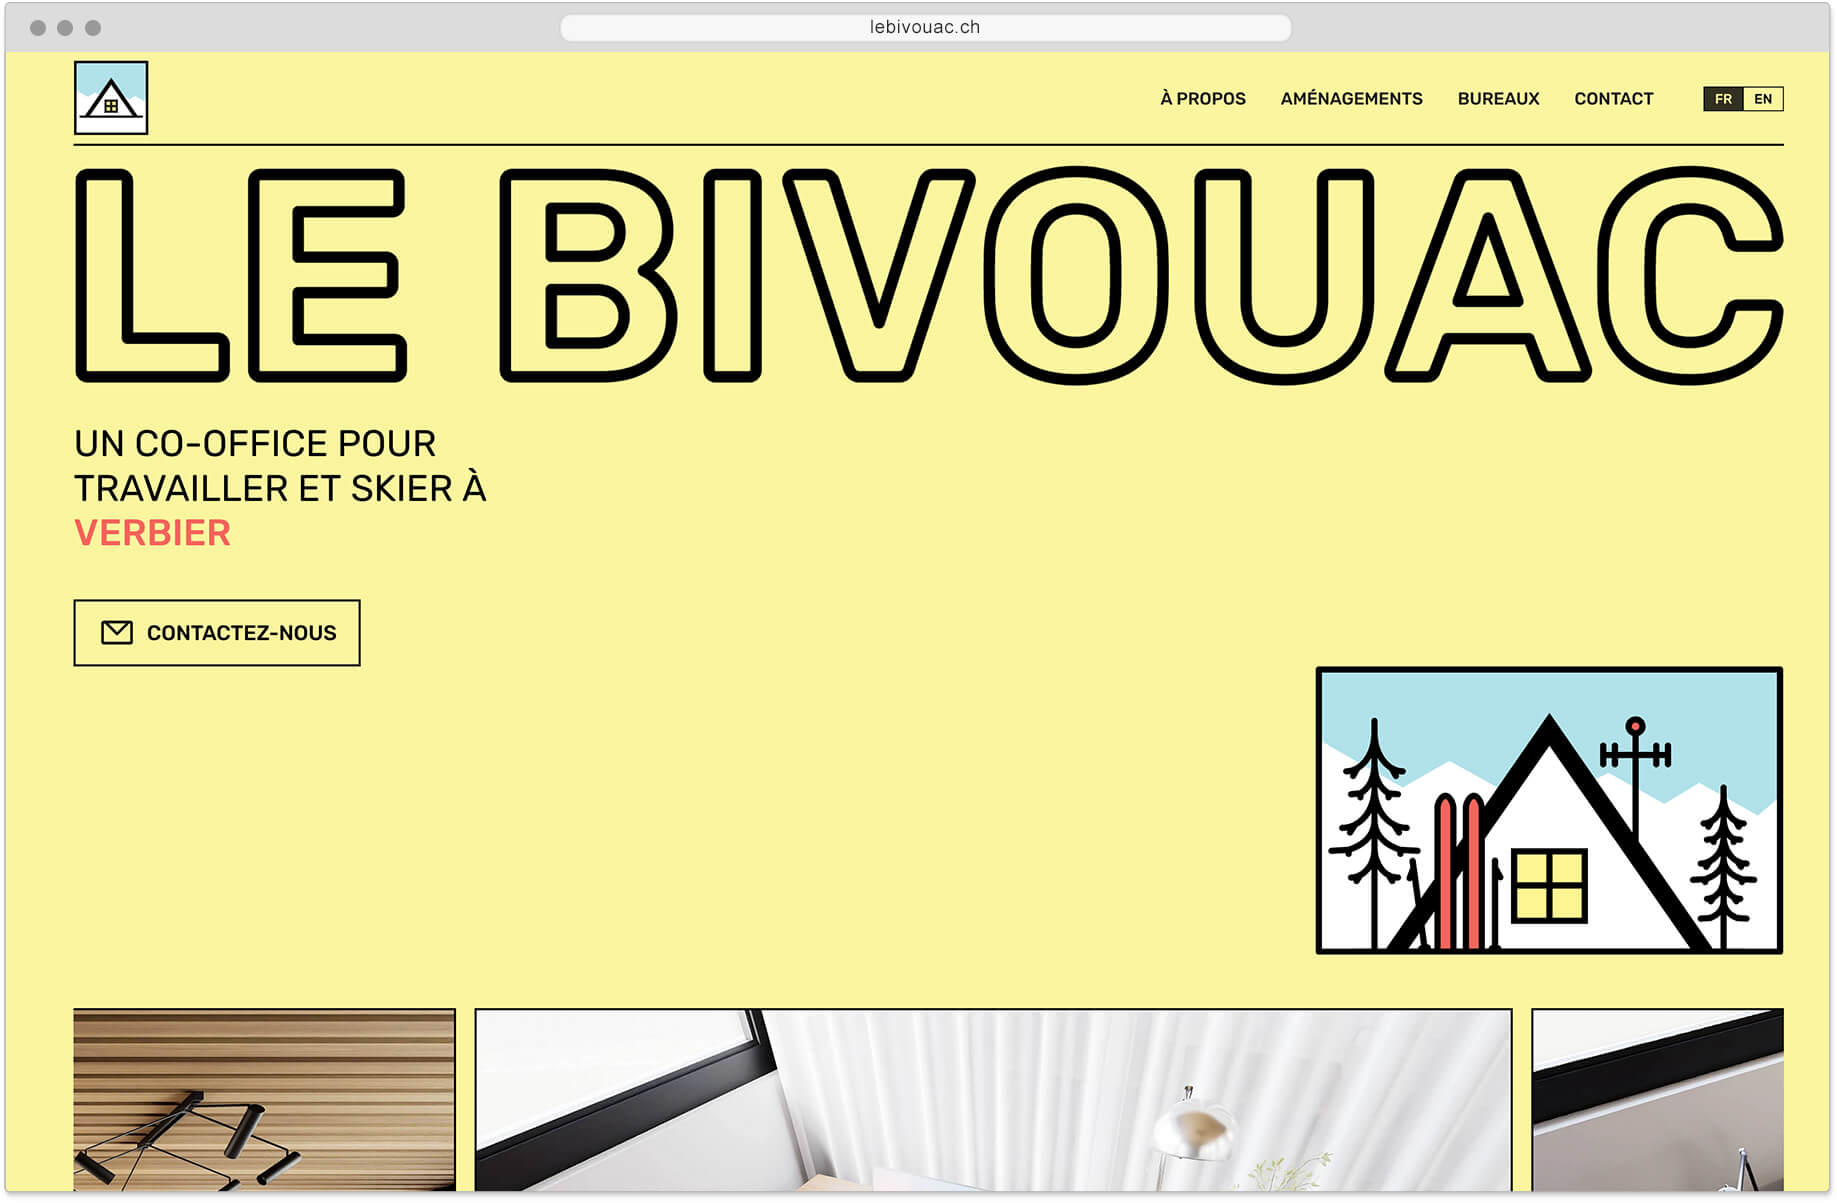 lebivouac.ch
À PROPOS AMÉNAGEMENTS BUREAUX CONTACT FR EN
LE BIVOUAC
UN CO-OFFICE POUR
TRAVAILLER ET SKIER À
VERBIER
CONTACTEZ-NOUS